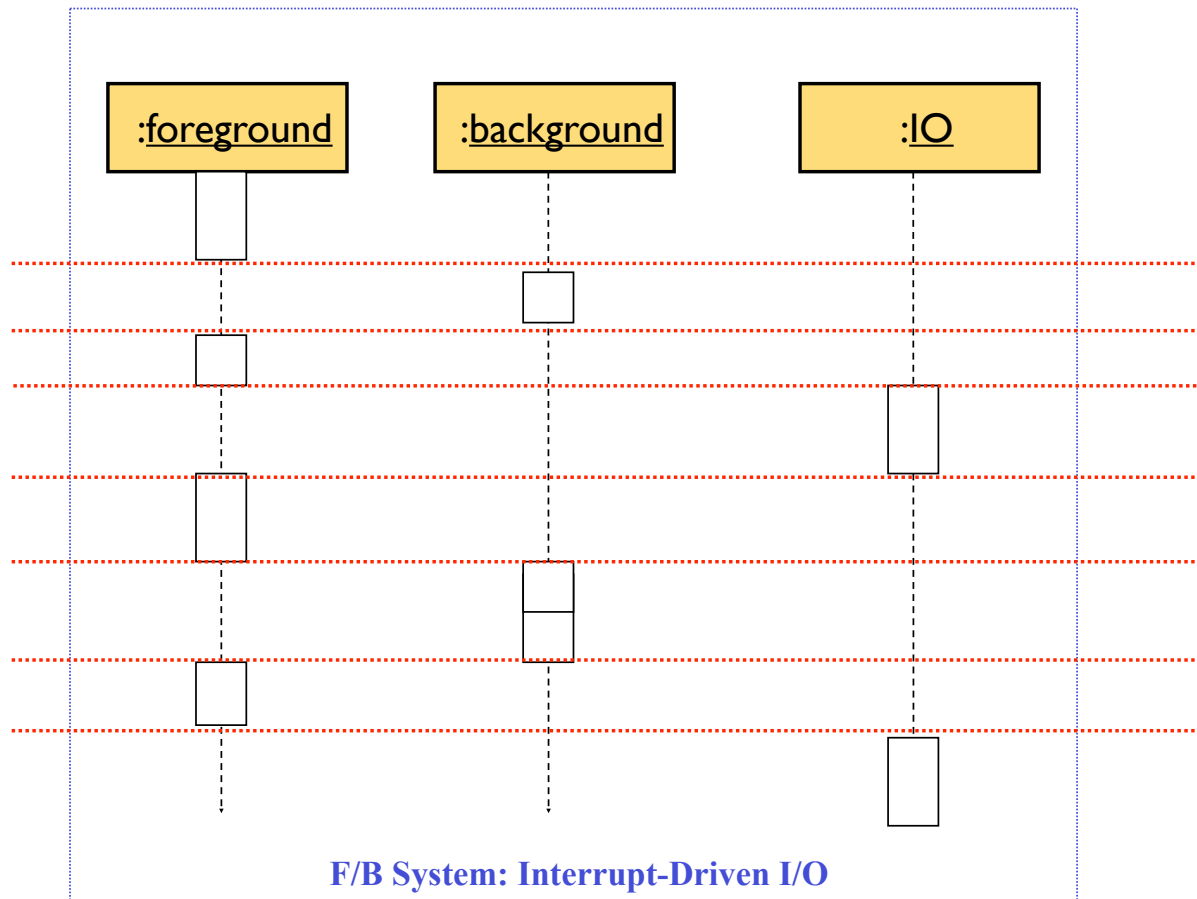 :foreground
:background
:IO
F/B System: Interrupt-Driven I/O